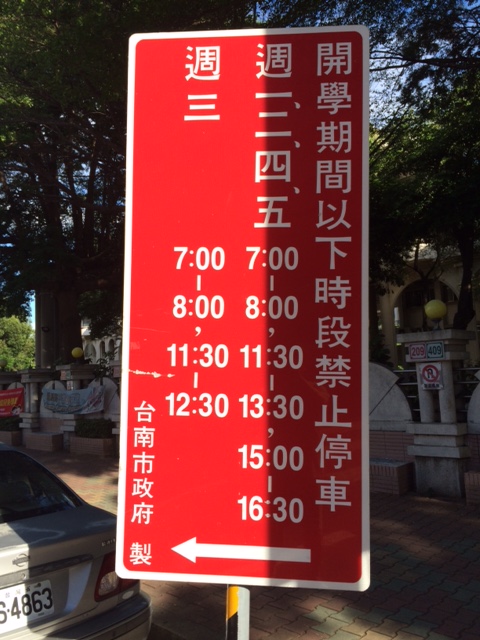 開學期間以下時段禁止停車
週一、二、四、五
7:00-8:00,11:30-13:30,15:00-16:30
週三
7:00-8:00,11:30-12:30
台南市政府 製
209 409
6-4863